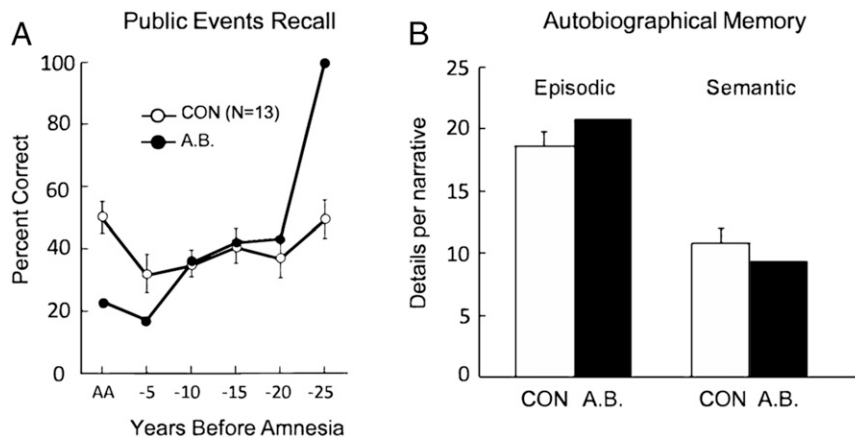 A
Public Events Recall
100
80
60
40
20
0
Percent Correct
CON (N=13)
A.B.
AA -5 -10 -15 -20 -25
Years Before Amnesia
B
Autobiographical Memory
25
20
15
10
5
0
Details per narrative
Episodic Semantic
CON A.B. CON A.B.